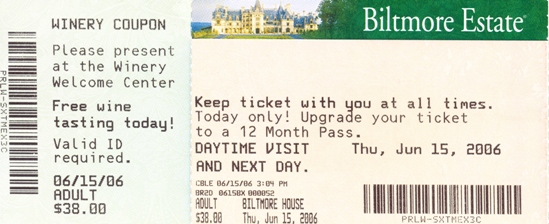 WINERY COUPON
Please present
at the Winery
Welcome Center
Free wine
tasting today!
Valid ID
required.
06/15/06
ADULT
$38.00
PRLW-SXTMEX3C
Biltmore Estate
Keep ticket with you at all times.
Today only! Upgrade your ticket
to a 12 Month Pass.
DAYTIME VISIT Thu, Jun 15, 2006
AND NEXT DAY.
CBLE 06/15/06 3:04 PM
BR2D 0615BX 000052
ADULT BILTMORE HOUSE
$38.00 Thu, Jun 15, 2006
PRLW-SXTMEX3C